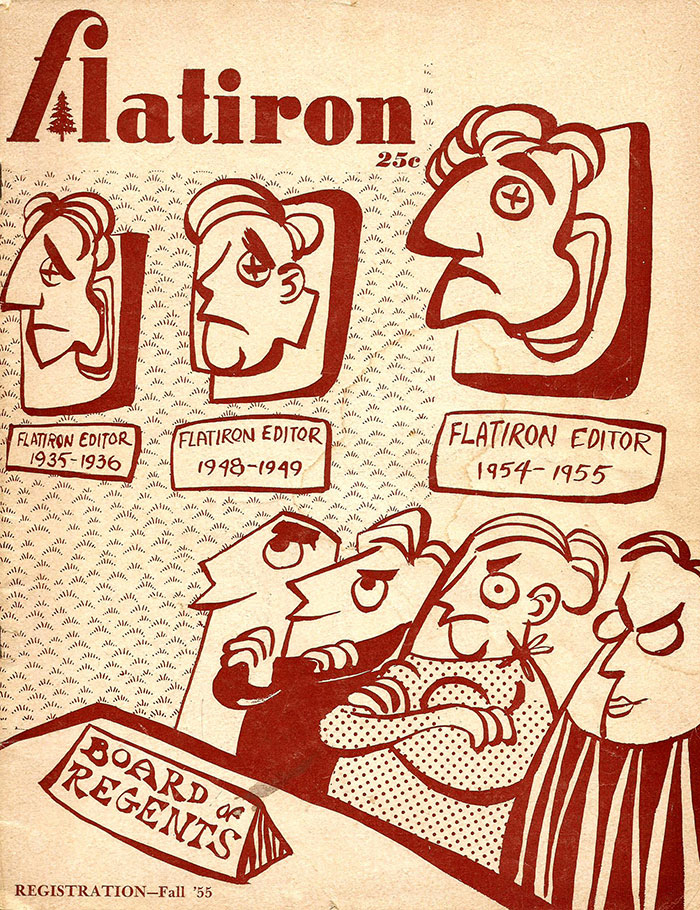 flatiron
25c
FLATIRON EDITOR
1935-1936
FLATIRON EDITOR
1948-1949
FLATIRON EDITOR
1954-1955
BOARD OF
REGENTS
REGISTRATION—Fall '55